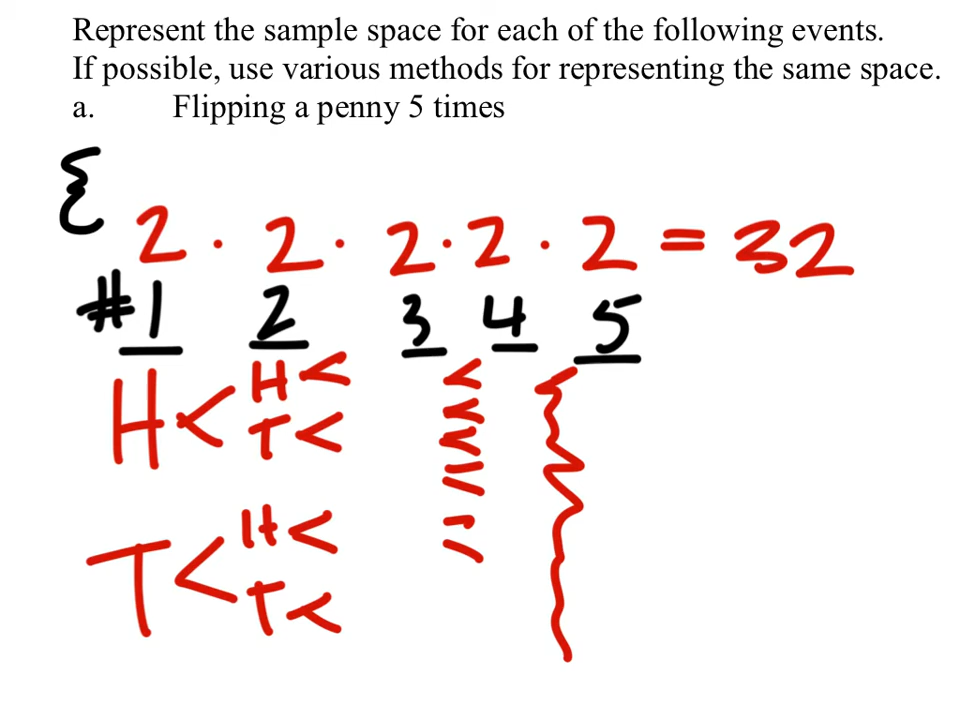 Represent the sample space for each of the following events.
If possible, use various methods for representing the same space.
a. Flipping a penny 5 times
{
2 · 2 · 2 · 2 · 2 = 32
#1 2 3 4 5
H < H <
T <
T < H <
T <